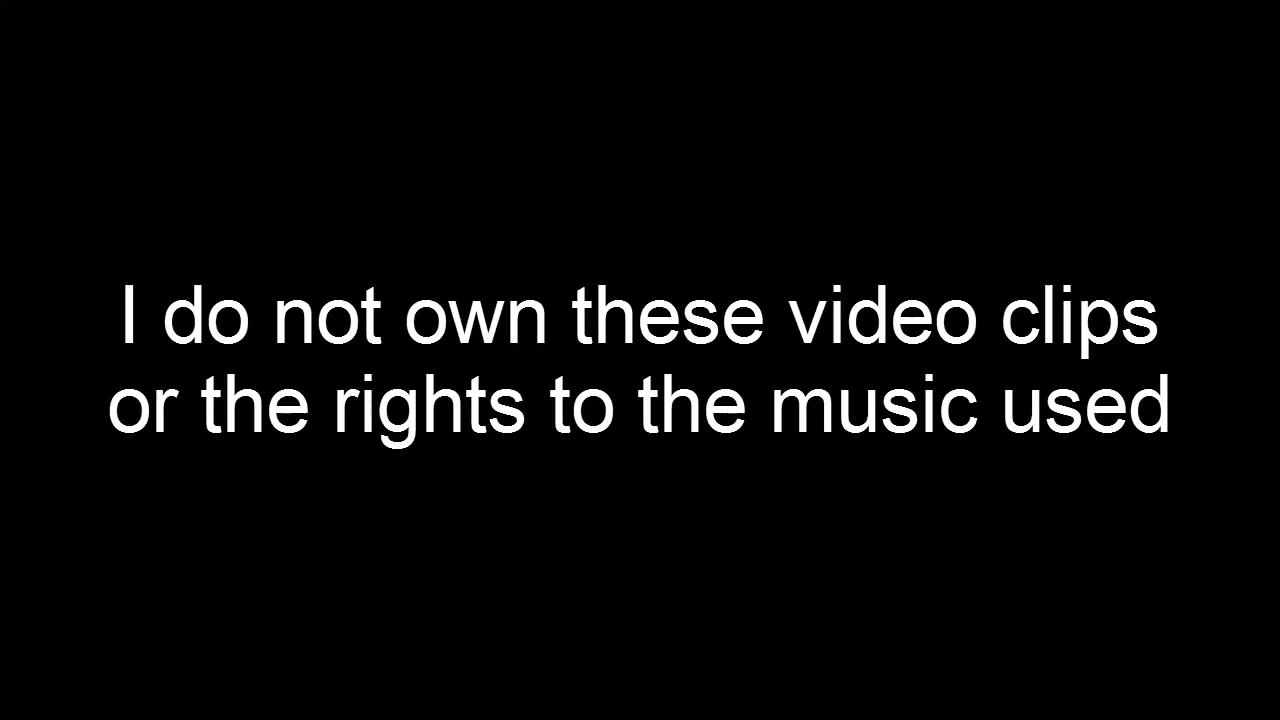 I do not own these video clips
or the rights to the music used